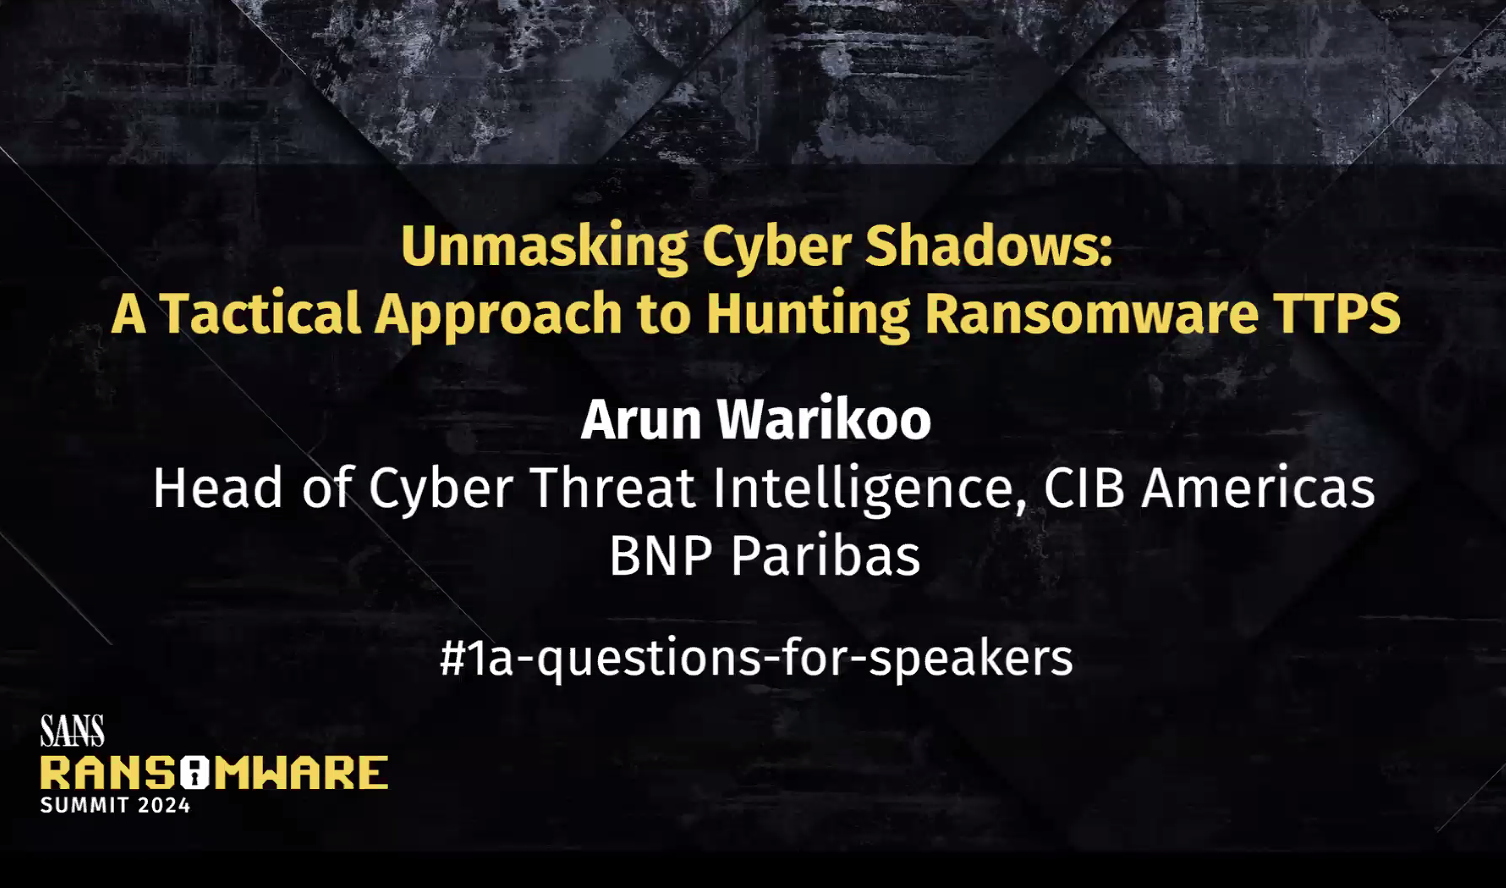 Unmasking Cyber Shadows:
A Tactical Approach to Hunting Ransomware TTPS
Arun Warikoo
Head of Cyber Threat Intelligence, CIB Americas
BNP Paribas
#1a-questions-for-speakers
SANS
RANSOMWARE
SUMMIT 2024